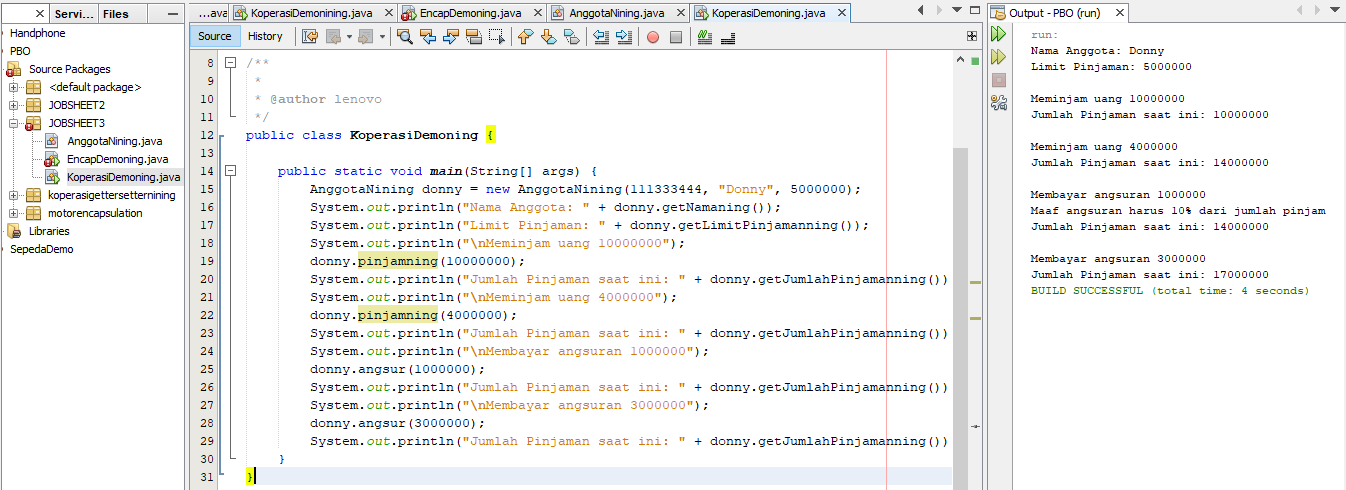 Servi... Files
...ava KoperasiDemonining.java EncapDemoning.java AnggotaNining.java KoperasiDemoning.java
Source History
Handphone
PBO
Source Packages
<default package>
JOBSHEET2
JOBSHEET3
AnggotaNining.java
EncapDemoning.java
KoperasiDemoning.java
koperasigettersetternining
motorencapsulation
Libraries
SepedaDemo
8 /**
9 *
10 * @author lenovo
11 */
12 public class KoperasiDemoning {
13
14 public static void main(String[] args) {
15 AnggotaNining donny = new AnggotaNining(111333444, "Donny", 5000000);
16 System.out.println("Nama Anggota: " + donny.getNamaning());
17 System.out.println("Limit Pinjaman: " + donny.getLimitPinjamanning());
18 System.out.println("\nMeminjam uang 10000000");
19 donny.pinjamning(10000000);
20 System.out.println("Jumlah Pinjaman saat ini: " + donny.getJumlahPinjamanning())
21 System.out.println("\nMeminjam uang 4000000");
22 donny.pinjamning(4000000);
23 System.out.println("Jumlah Pinjaman saat ini: " + donny.getJumlahPinjamanning())
24 System.out.println("\nMembayar angsuran 1000000");
25 donny.angsur(1000000);
26 System.out.println("Jumlah Pinjaman saat ini: " + donny.getJumlahPinjamanning())
27 System.out.println("\nMembayar angsuran 3000000");
28 donny.angsur(3000000);
29 System.out.println("Jumlah Pinjaman saat ini: " + donny.getJumlahPinjamanning())
30 }
31 }
Output - PBO (run)
run:
Nama Anggota: Donny
Limit Pinjaman: 5000000
Meminjam uang 10000000
Jumlah Pinjaman saat ini: 10000000
Meminjam uang 4000000
Jumlah Pinjaman saat ini: 14000000
Membayar angsuran 1000000
Maaf angsuran harus 10% dari jumlah pinjam
Jumlah Pinjaman saat ini: 14000000
Membayar angsuran 3000000
Jumlah Pinjaman saat ini: 17000000
BUILD SUCCESSFUL (total time: 4 seconds)